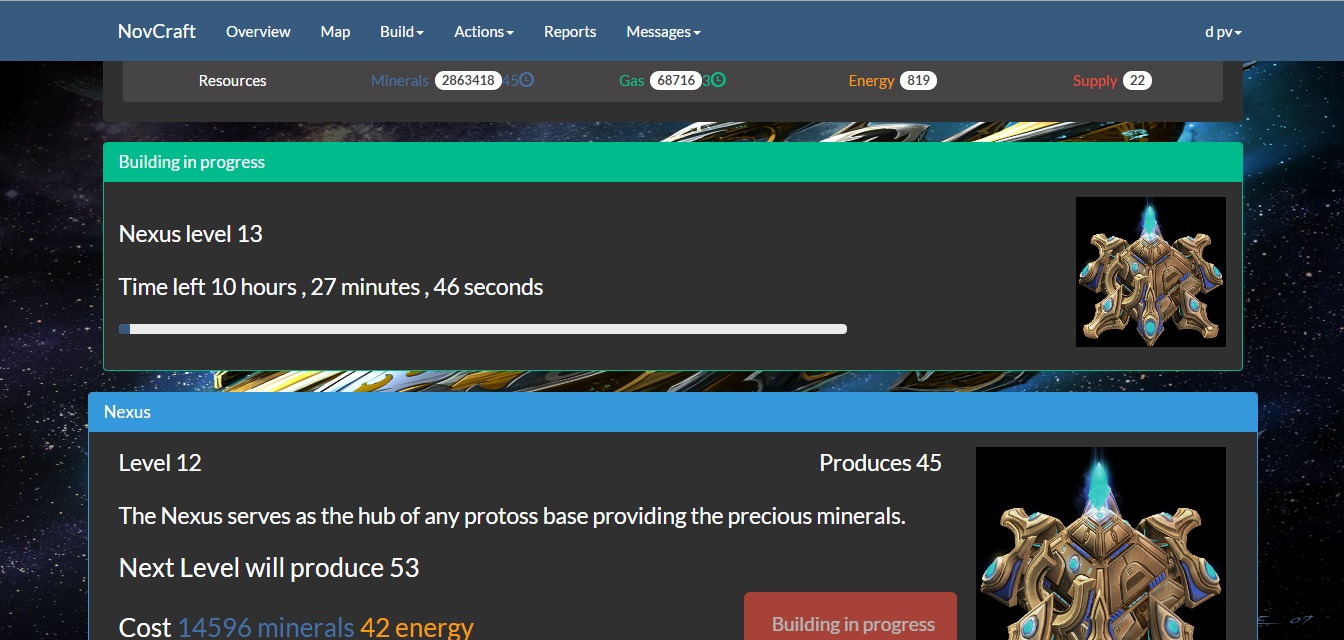 NovCraft Overview Map Build Actions Reports Messages d pv
Resources Minerals 2863418 45 Gas 68716 3 Energy 819 Supply 22
Building in progress
Nexus level 13
Time left 10 hours , 27 minutes , 46 seconds
Nexus
Level 12 Produces 45
The Nexus serves as the hub of any protoss base providing the precious minerals.
Next Level will produce 53
Cost 14596 minerals 42 energy
Building in progress